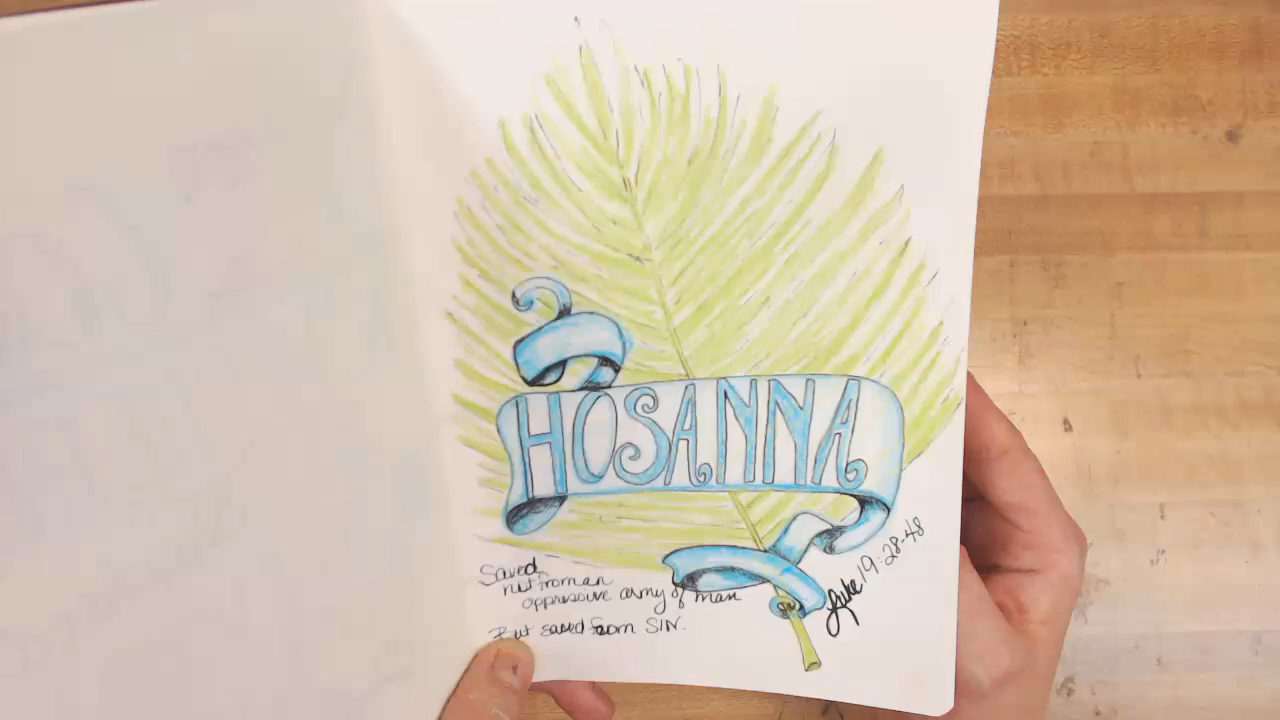 HOSANNA
Saved,
not from an
oppressive army of man
But saved from SIN.
Luke 19:28-48